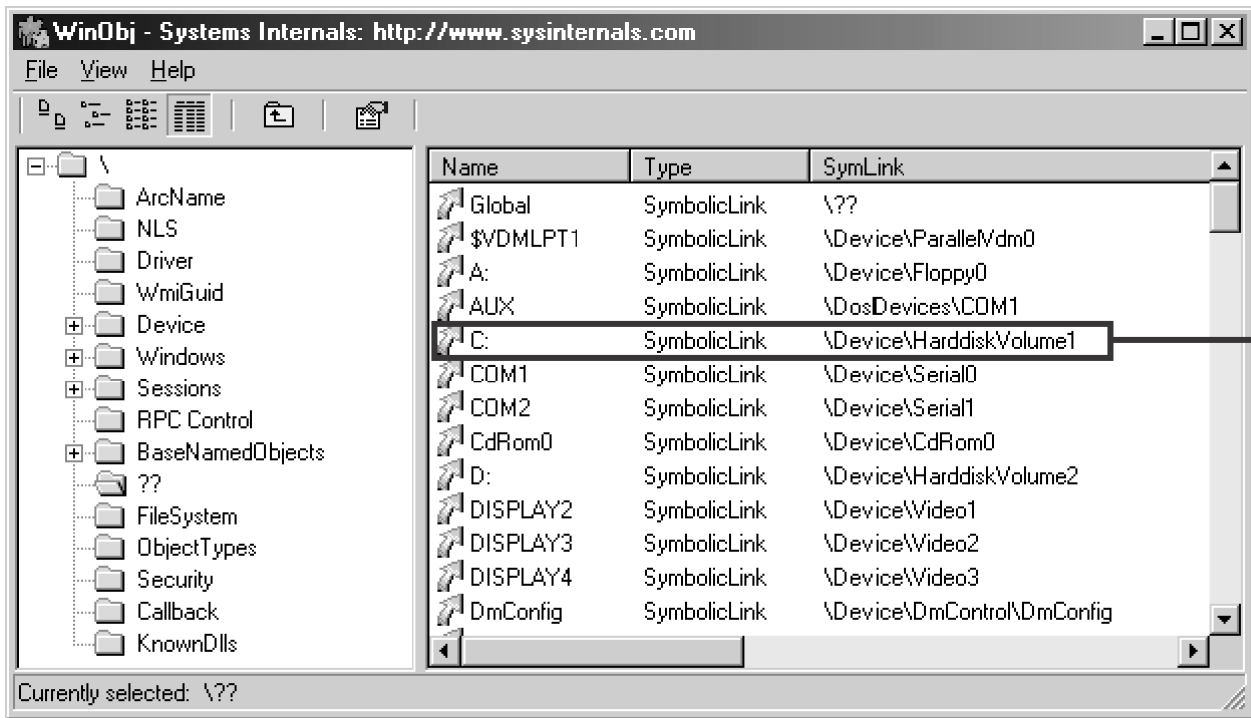 WinObj - Systems Internals: http://www.sysinternals.com
File View Help
\
ArcName
NLS
Driver
WmiGuid
Device
Windows
Sessions
RPC Control
BaseNamedObjects
??
FileSystem
ObjectTypes
Security
Callback
KnownDlls
Name Type SymLink
Global SymbolicLink \??
$VDMLPT1 SymbolicLink \Device\ParallelVdm0
A: SymbolicLink \Device\Floppy0
AUX SymbolicLink \DosDevices\COM1
C: SymbolicLink \Device\HarddiskVolume1
COM1 SymbolicLink \Device\Serial0
COM2 SymbolicLink \Device\Serial1
CdRom0 SymbolicLink \Device\CdRom0
D: SymbolicLink \Device\HarddiskVolume2
DISPLAY2 SymbolicLink \Device\Video1
DISPLAY3 SymbolicLink \Device\Video2
DISPLAY4 SymbolicLink \Device\Video3
DmConfig SymbolicLink \Device\DmControl\DmConfig
Currently selected: \??